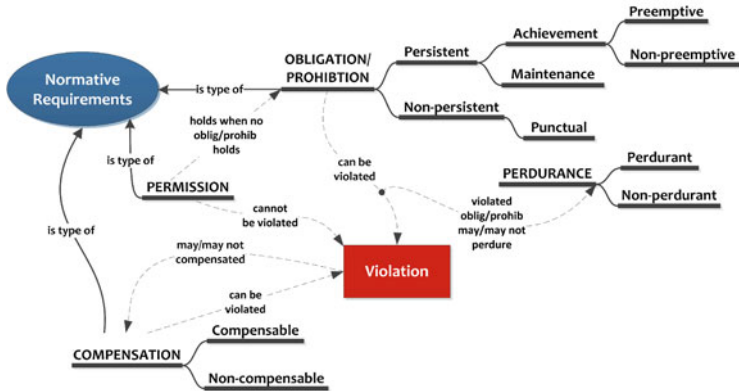 Preemptive
Achievement
Non-preemptive
OBLIGATION/
PROHIBTION
Persistent
Maintenance
Normative
Requirements
is type of
Non-persistent
Punctual
holds when no
oblig/prohib
holds
is type of
can be
violated
PERMISSION
PERDURANCE
Perdurant
Non-perdurant
cannot
be violated
violated
oblig/prohib
may/may not
perdure
is type of
may/may not
compensated
Violation
can be
violated
COMPENSATION
Compensable
Non-compensable